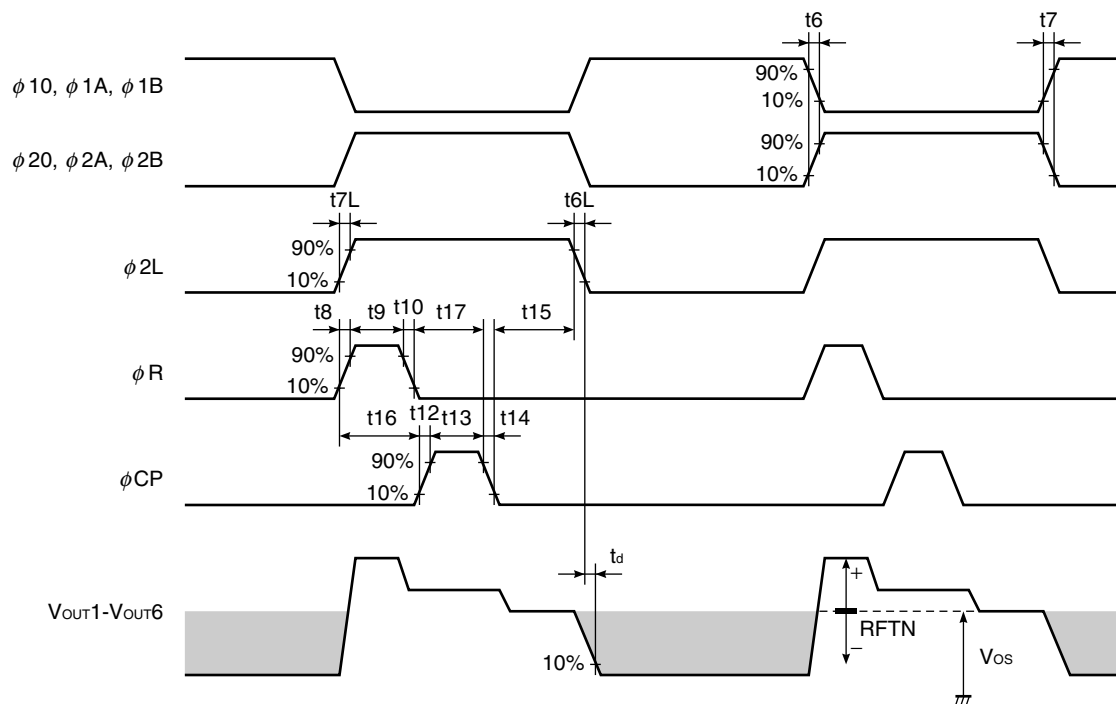 t6 t7
ϕ10, ϕ1A, ϕ1B 90% 10%
ϕ20, ϕ2A, ϕ2B 90% 10%
t7L t6L
ϕ2L 90% 10%
t8 t9 t10 t17 t15
ϕR 90% 10%
t16 t12 t13 t14
ϕCP 90% 10%
td
VOUT1-VOUT6 10% + RFTN − VOS